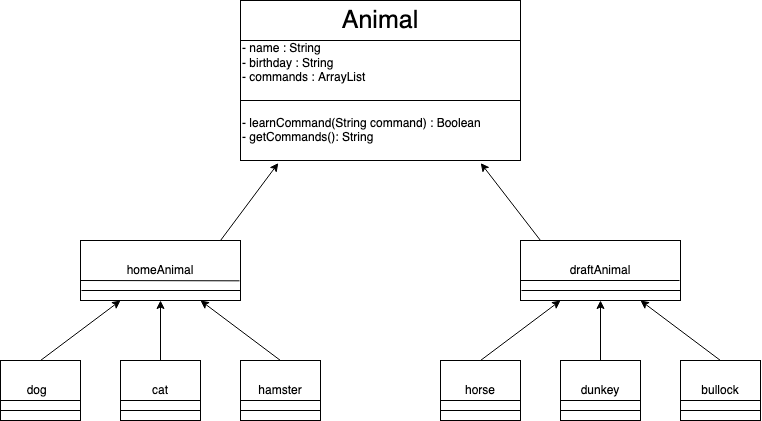 Animal
- name : String
- birthday : String
- commands : ArrayList
- learnCommand(String command) : Boolean
- getCommands(): String
homeAnimal
draftAnimal
dog
cat
hamster
horse
dunkey
bullock